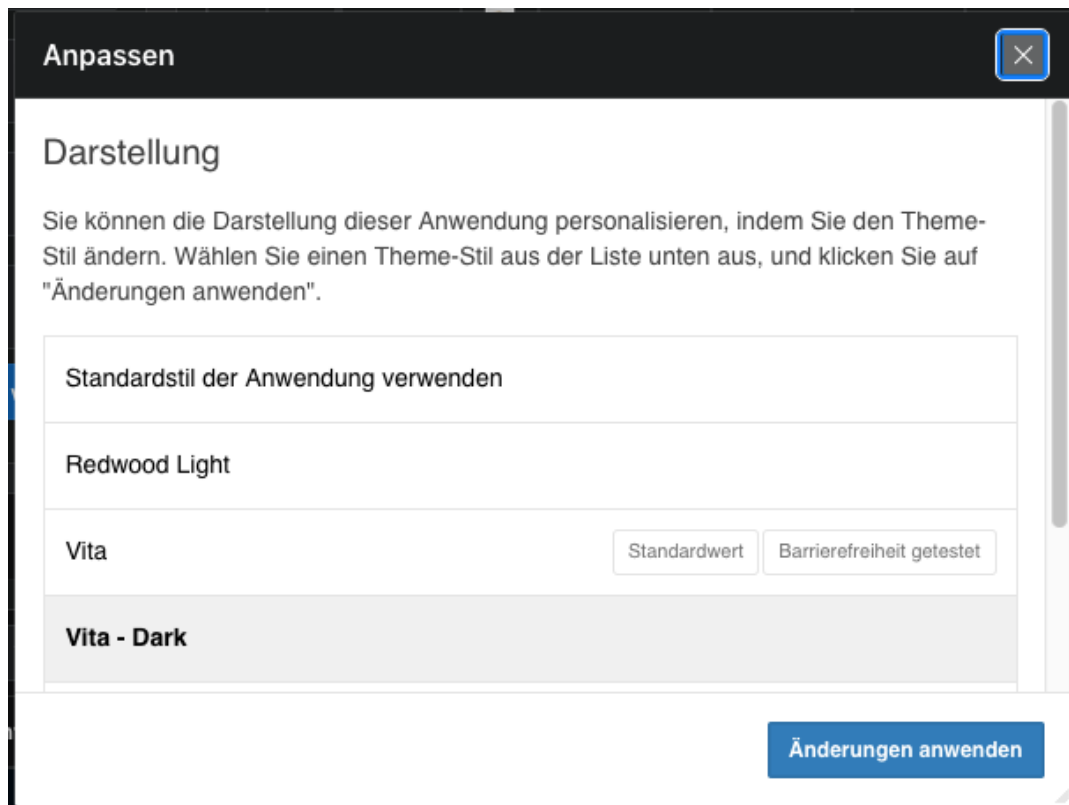 Anpassen
Darstellung
Sie können die Darstellung dieser Anwendung personalisieren, indem Sie den Theme-
Stil ändern. Wählen Sie einen Theme-Stil aus der Liste unten aus, und klicken Sie auf
"Änderungen anwenden".
Standardstil der Anwendung verwenden
Redwood Light
Vita Standardwert Barrierefreiheit getestet
Vita - Dark
Änderungen anwenden